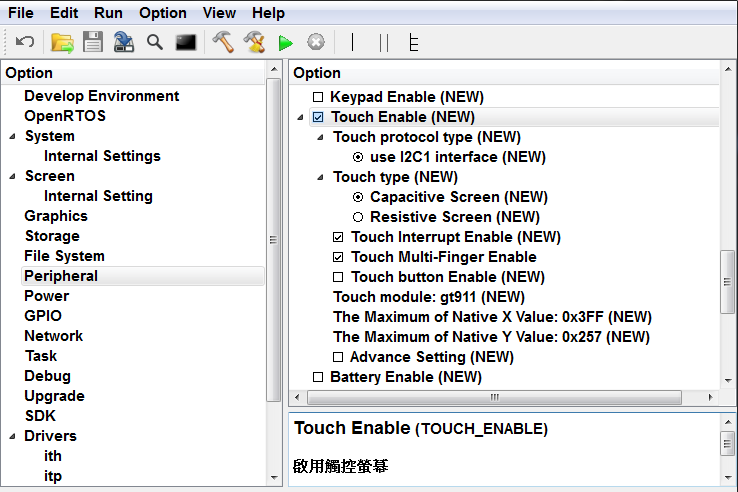 File Edit Run Option View Help
Option
Develop Environment
OpenRTOS
System
Internal Settings
Screen
Internal Setting
Graphics
Storage
File System
Peripheral
Power
GPIO
Network
Task
Debug
Upgrade
SDK
Drivers
ith
itp
Option
Keypad Enable (NEW)
Touch Enable (NEW)
Touch protocol type (NEW)
use I2C1 interface (NEW)
Touch type (NEW)
Capacitive Screen (NEW)
Resistive Screen (NEW)
Touch Interrupt Enable (NEW)
Touch Multi-Finger Enable
Touch button Enable (NEW)
Touch module: gt911 (NEW)
The Maximum of Native X Value: 0x3FF (NEW)
The Maximum of Native Y Value: 0x257 (NEW)
Advance Setting (NEW)
Battery Enable (NEW)
Touch Enable (TOUCH_ENABLE)
啟用觸控螢幕